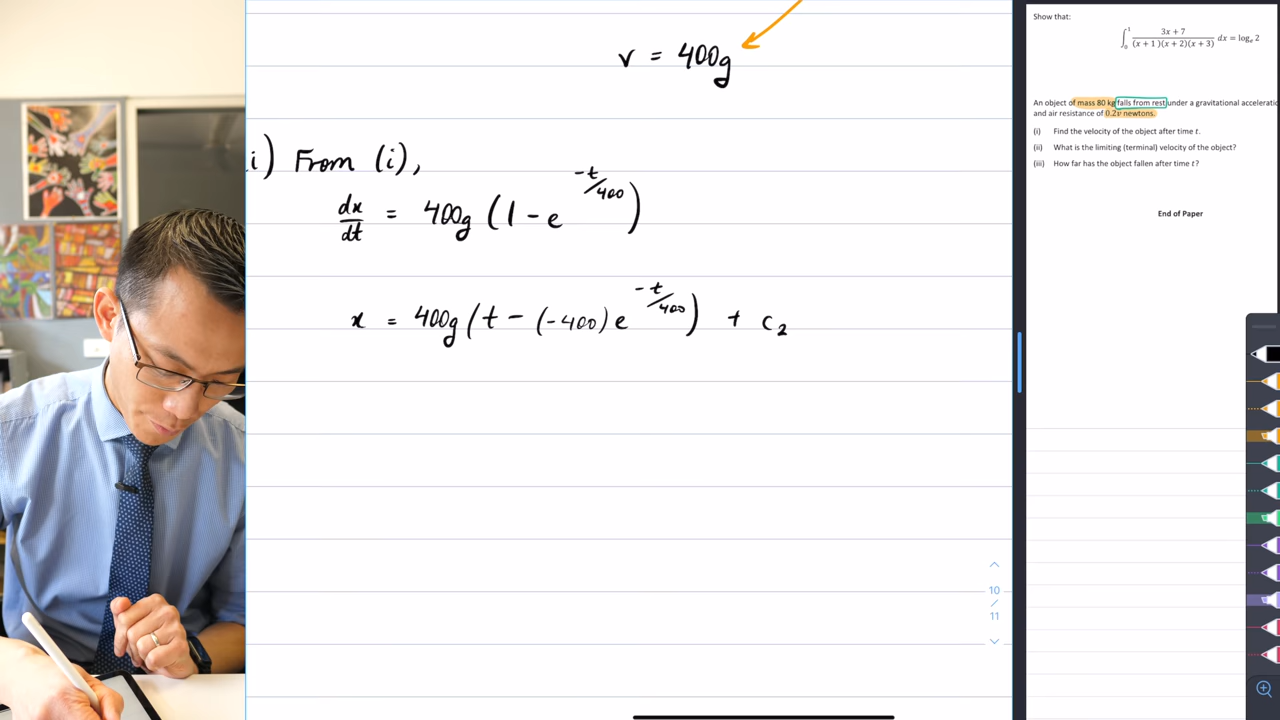 v = 400g
i) From (i),
dx/dt = 400g (1 - e^(-t/400))
x = 400g (t - (-400) e^(-t/400)) + c₂
10
/
11
Show that:
∫₀¹ (3x + 7)/((x + 1)(x + 2)(x + 3)) dx = logₑ 2
An object of mass 80 kg falls from rest under a gravitational acceleratio
and air resistance of 0.2v newtons.
(i) Find the velocity of the object after time t.
(ii) What is the limiting (terminal) velocity of the object?
(iii) How far has the object fallen after time t?
End of Paper